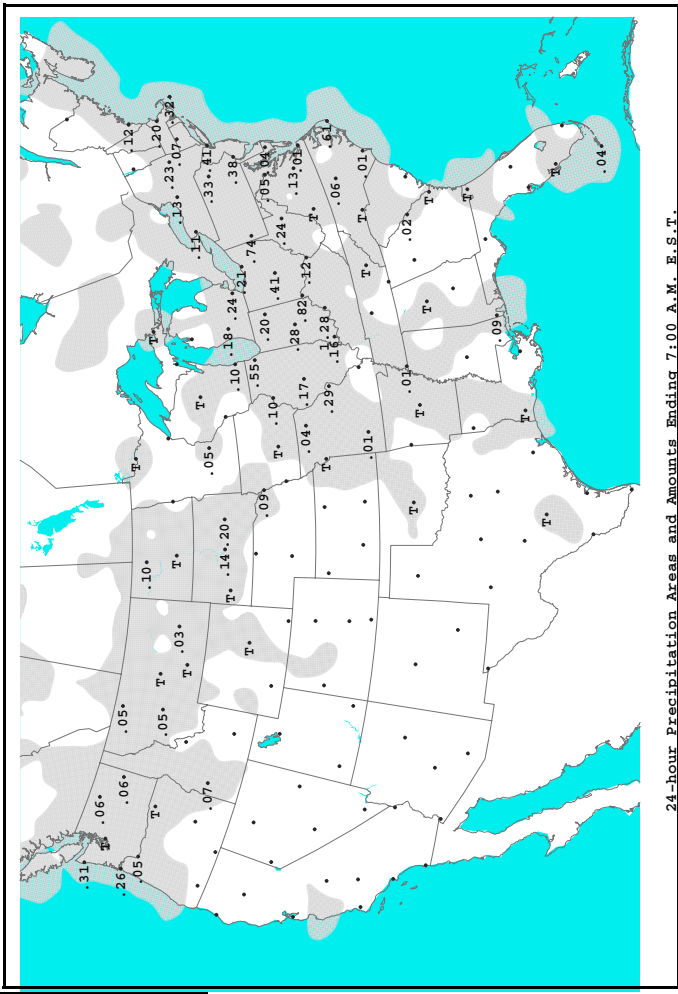 .31
.06
T
.26
.06
.05
.12
.05
T
.10
T
T
.20
T
.05
.32
.23
.07
T
.13
.03
T
.11
T
.07
.41
.33
.05
.14
.20
.18
T
.24
.38
.10
.21
T
.74
.55
.09
.20
.05
.04
.10
.41
T
.24
.13
.01
.28
.82
.17
.04
.12
T
1.28
.61
T
.29
.16
.06
T
.01
T
.01
.02
.01
T
T
T
T
T
.09
T
T
T
.04
24-hour Precipitation Areas and Amounts Ending 7:00 A.M. E.S.T.